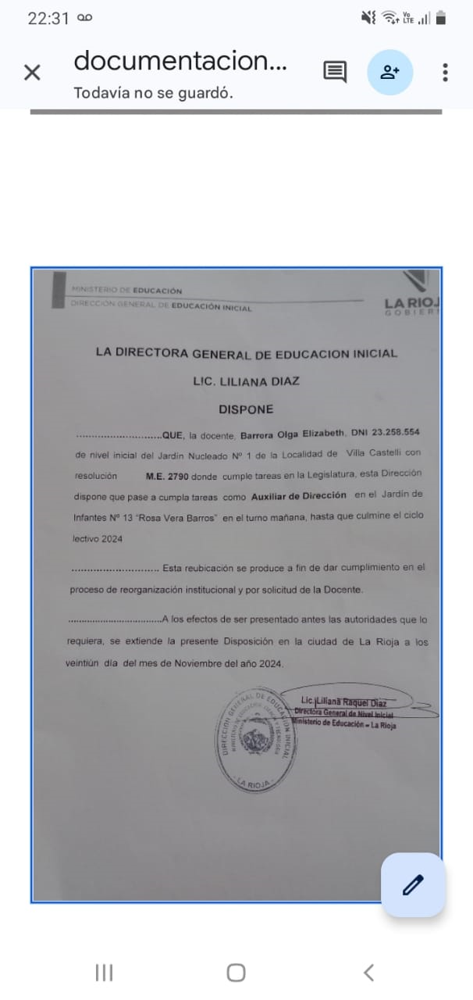 22:31
Vo
LTE
documentacion...
Todavía no se guardó.
MINISTERIO DE EDUCACIÓN
DIRECCIÓN GENERAL DE EDUCACIÓN INICIAL
LA RIOJ
GOBIER
LA DIRECTORA GENERAL DE EDUCACION INICIAL
LIC. LILIANA DIAZ
DISPONE
............................QUE, la docente, Barrera Olga Elizabeth, DNI 23.258.554
de nivel inicial del Jardín Nucleado Nº 1 de la Localidad de Villa Castelli con
resolución M.E. 2790 donde cumple tareas en la Legislatura, esta Dirección
dispone que pase a cumpla tareas como Auxiliar de Dirección en el Jardín de
Infantes Nº 13 “Rosa Vera Barros” en el turno mañana, hasta que culmine el ciclo
lectivo 2024
............................ Esta reubicación se produce a fin de dar cumplimiento en el
proceso de reorganización institucional y por solicitud de la Docente.
..............................A los efectos de ser presentado antes las autoridades que lo
requiera, se extiende la presente Disposición en la ciudad de La Rioja a los
veintiún día del mes de Noviembre del año 2024.
Lic. Liliana Raquel Diaz
Directora General de Nivel Inicial
Ministerio de Educación - La Rioja
DIRECCION GENERAL DE EDUCACION INICIAL
LA RIOJA